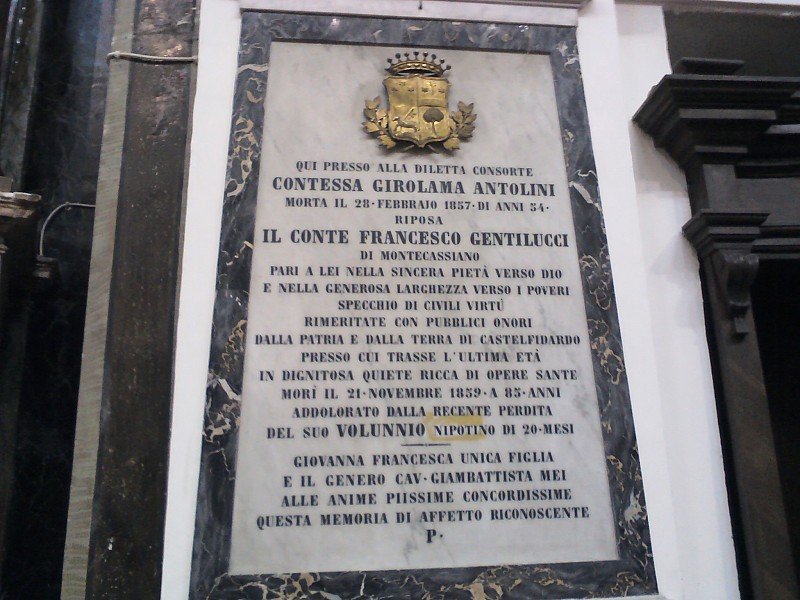 QUI PRESSO ALLA DILETTA CONSORTE
CONTESSA GIROLAMA ANTOLINI
MORTA IL 28·FEBBRAIO 1857·DI ANNI 54·
RIPOSA
IL CONTE FRANCESCO GENTILUCCI
DI MONTECASSIANO
PARI A LEI NELLA SINCERA PIETÀ VERSO DIO
E NELLA GENEROSA LARGHEZZA VERSO I POVERI
SPECCHIO DI CIVILI VIRTÚ
RIMERITATE CON PUBBLICI ONORI
DALLA PATRIA E DALLA TERRA DI CASTELFIDARDO
PRESSO CUI TRASSE L'ULTIMA ETÀ
IN DIGNITOSA QUIETE RICCA DI OPERE SANTE
MORÌ IL 21·NOVEMBRE 1859·A 85·ANNI
ADDOLORATO DALLA RECENTE PERDITA
DEL SUO VOLUNNIO NIPOTINO DI 20·MESI
GIOVANNA FRANCESCA UNICA FIGLIA
E IL GENERO CAV·GIAMBATTISTA MEI
ALLE ANIME PIISSIME CONCORDISSIME
QUESTA MEMORIA DI AFFETTO RICONOSCENTE
P·